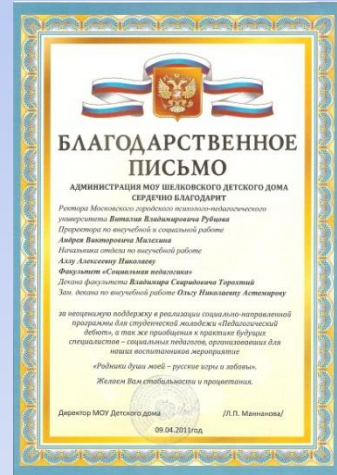 БЛАГОДАРСТВЕННОЕ
ПИСЬМО
АДМИНИСТРАЦИЯ МОУ ШЕЛКОВСКОГО ДЕТСКОГО ДОМА
СЕРДЕЧНО БЛАГОДАРИТ
Ректора Московского городского психолого-педагогического
университета Виталия Владимировича Рубцова
Проректора по внеучебной и социальной работе
Андрея Викторовича Милехина
Начальника отдела по внеучебной работе
Аллу Алексеевну Николаеву
Факультет «Социальная педагогика»
Декана факультета Владимира Свиридовича Торохтий
Зам. декана по внеучебной работе Ольгу Николаевну Астемирову
за неоценимую поддержку в реализации социально-направленной
программы для студенческой молодежи «Педагогический
дебют», а так же приобщения к практике будущих
специалистов – социальных педагогов, организовавших для
наших воспитанников мероприятие
«Родники души моей – русские игры и забавы».
Желаем Вам стабильности и процветания.
Директор МОУ Детского дома /Л.П. Маннанова/
09.04.2011год